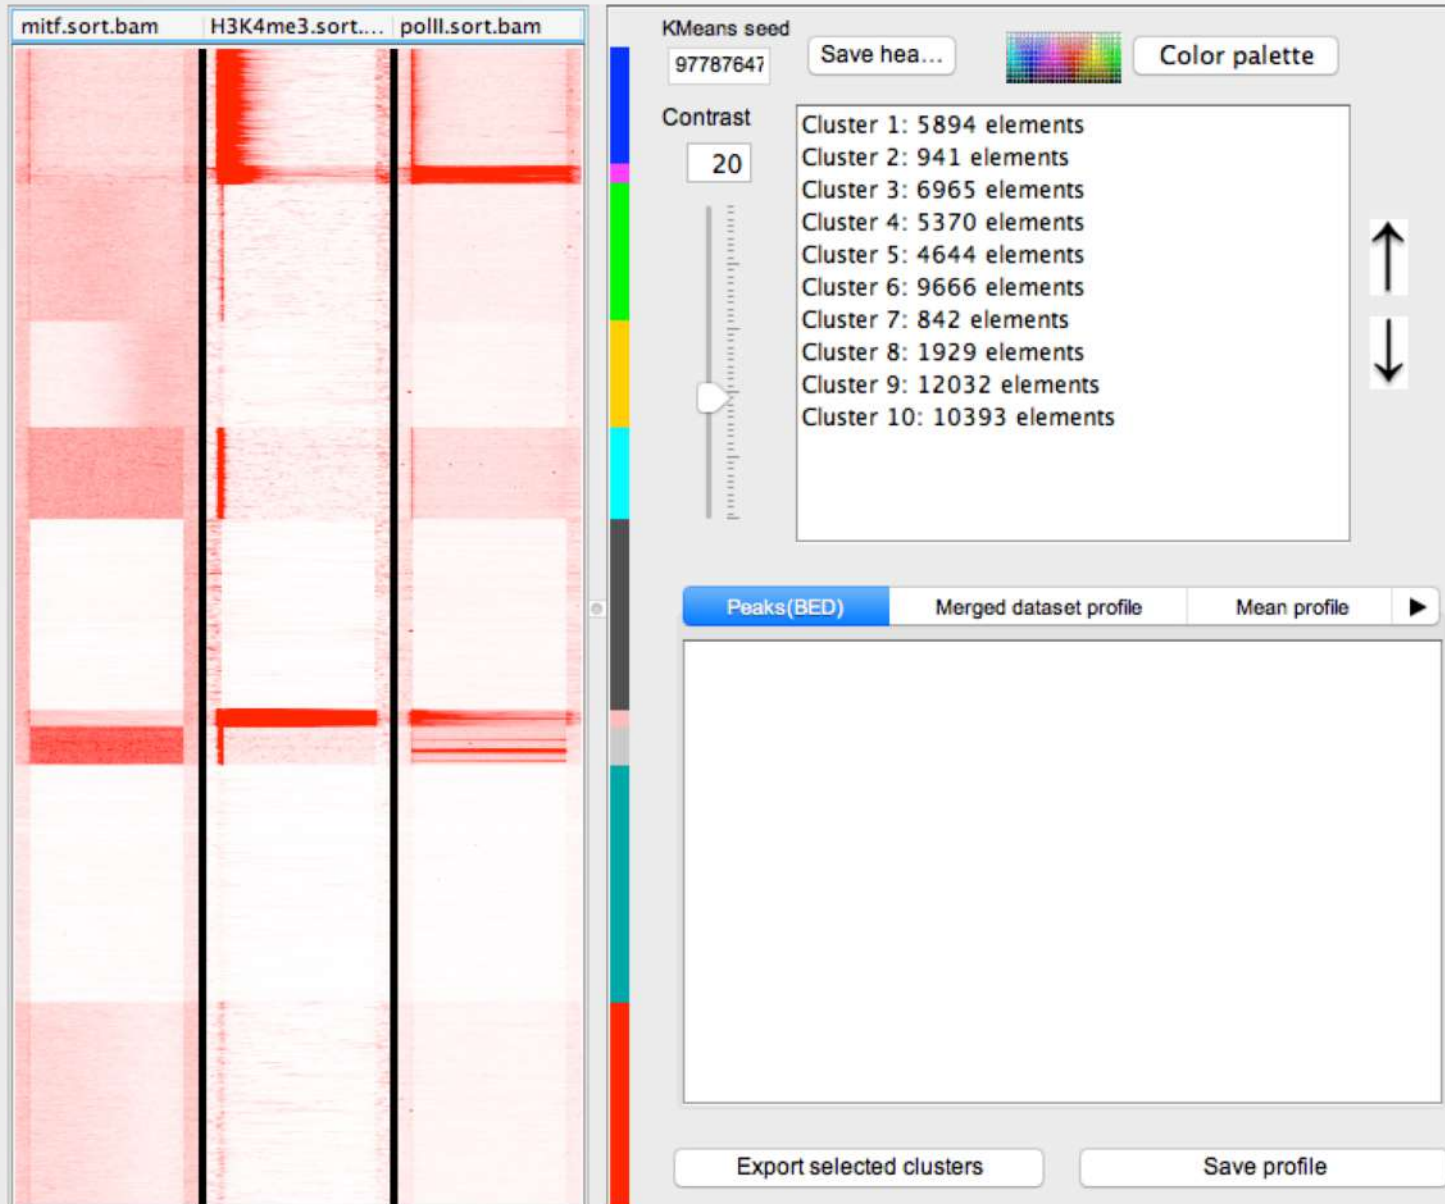 mitf.sort.bam
H3K4me3.sort....
polII.sort.bam
KMeans seed
97787647
Save hea...
Color palette
Contrast
20
Cluster 1: 5894 elements
Cluster 2: 941 elements
Cluster 3: 6965 elements
Cluster 4: 5370 elements
Cluster 5: 4644 elements
Cluster 6: 9666 elements
Cluster 7: 842 elements
Cluster 8: 1929 elements
Cluster 9: 12032 elements
Cluster 10: 10393 elements
Peaks(BED)
Merged dataset profile
Mean profile
Export selected clusters
Save profile